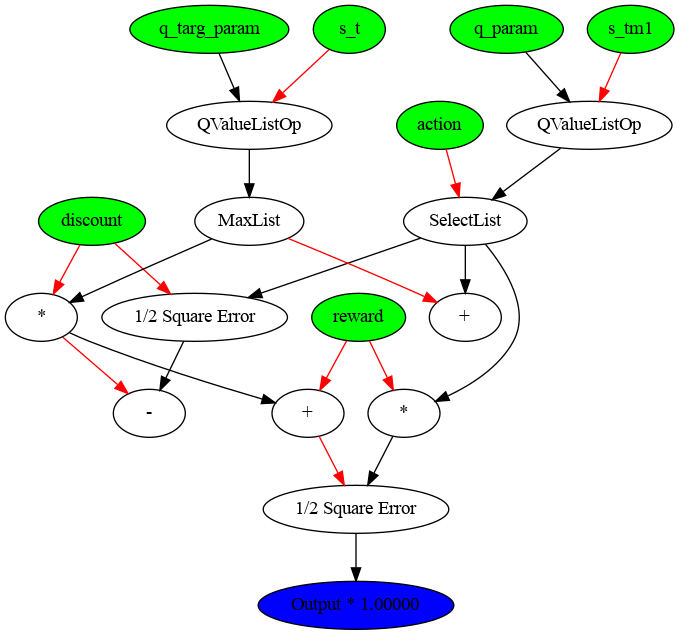 q_targ_param
s_t
q_param
s_tm1
QValueListOp
action
QValueListOp
discount
MaxList
SelectList
*
1/2 Square Error
reward
+
-
+
*
1/2 Square Error
Output * 1.00000